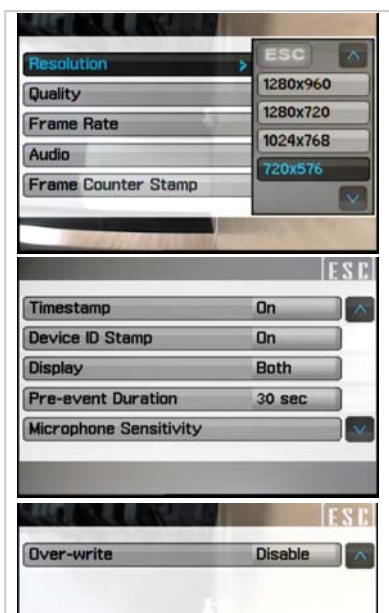 ESC
Resolution >
1280x960
Quality
1280x720
Frame Rate
1024x768
Audio
720x576
Frame Counter Stamp
ESC
Timestamp On
Device ID Stamp On
Display Both
Pre-event Duration 30 sec
Microphone Sensitivity
ESC
Over-write Disable